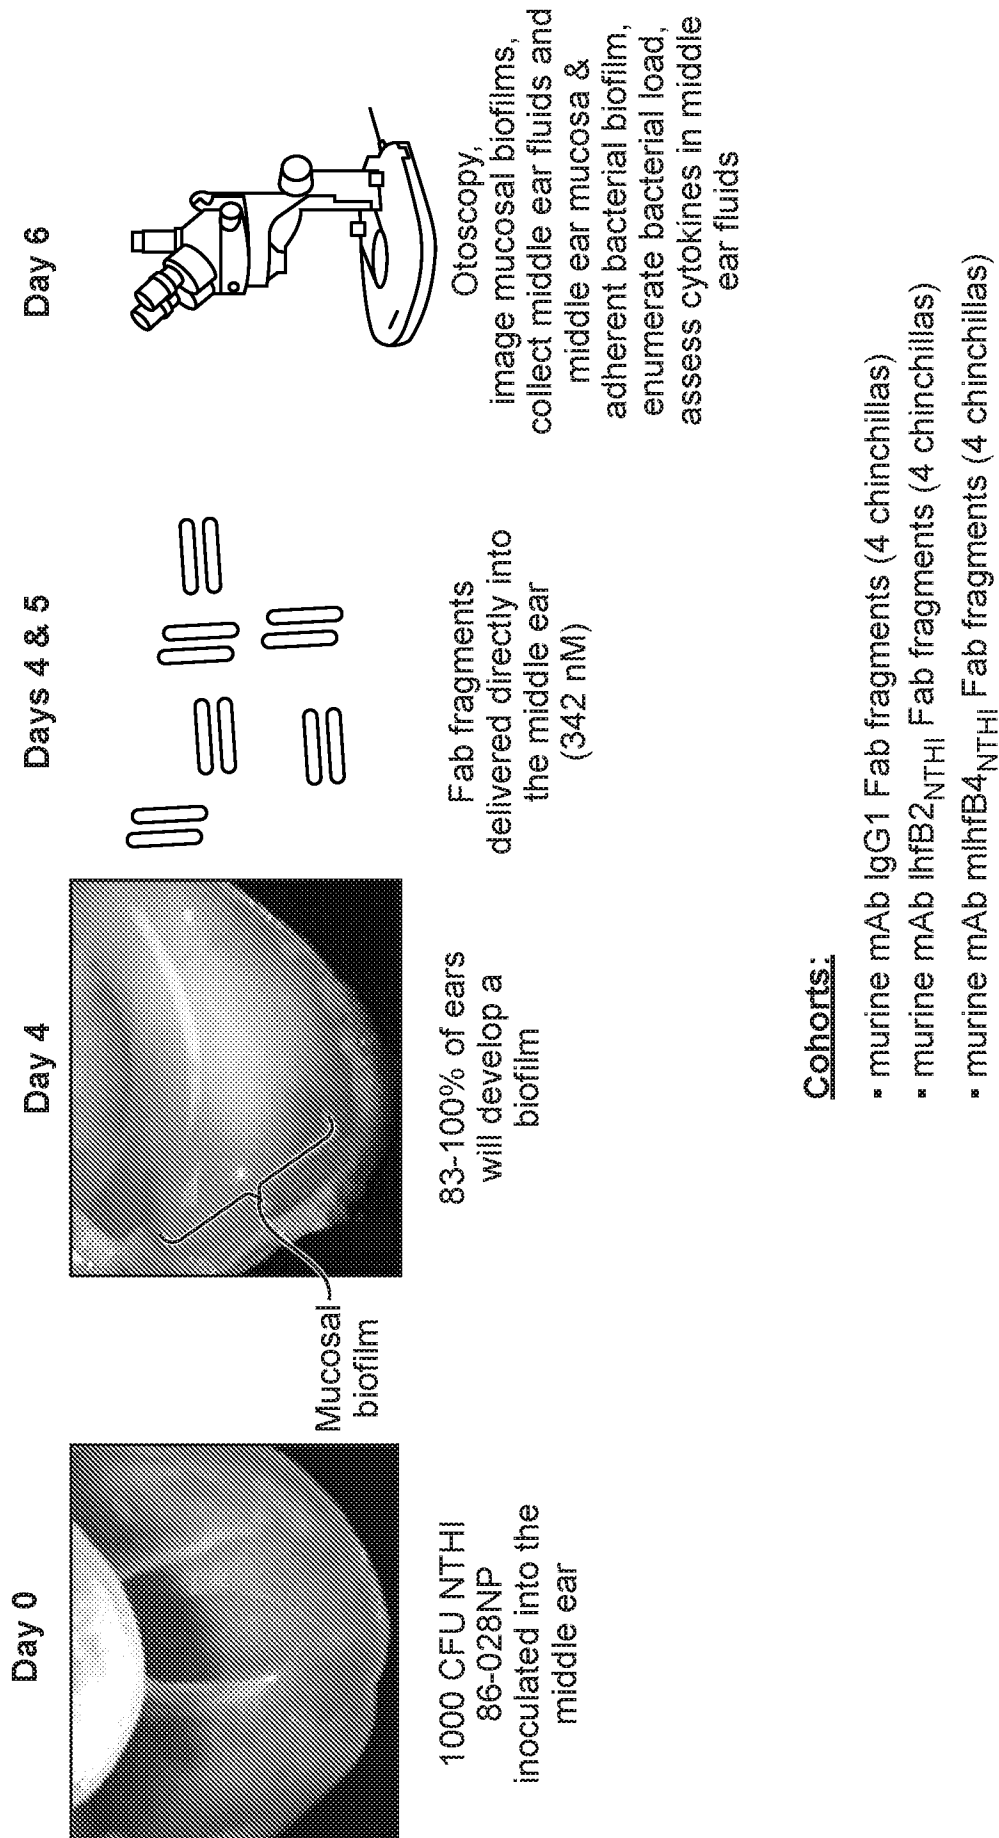 Day 0
1000 CFU NTHI
86-028NP
inoculated into the
middle ear
Day 4
Mucosal
biofilm
83-100% of ears
will develop a
biofilm
Days 4 & 5
Fab fragments
delivered directly into
the middle ear
(342 nM)
Day 6
Otoscopy,
image mucosal biofilms,
collect middle ear fluids and
middle ear mucosa &
adherent bacterial biofilm,
enumerate bacterial load,
assess cytokines in middle
ear fluids
Cohorts:
▪ murine mAb IgG1 Fab fragments (4 chinchillas)
▪ murine mAb IhfB2NTHI Fab fragments (4 chinchillas)
▪ murine mAb mIhfB4NTHI Fab fragments (4 chinchillas)